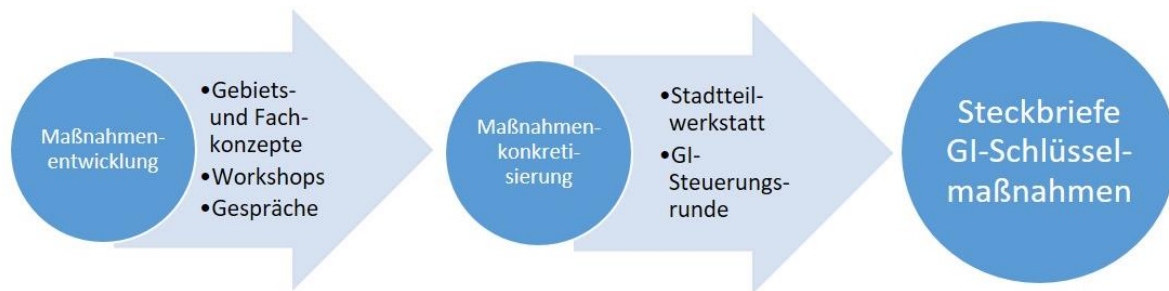 Maßnahmen-
entwicklung
•Gebiets-
und Fach-
konzepte
•Workshops
•Gespräche
Maßnahmen-
konkreti-
sierung
•Stadtteil-
werkstatt
•GI-
Steuerungs-
runde
Steckbriefe
GI-Schlüssel-
maßnahmen